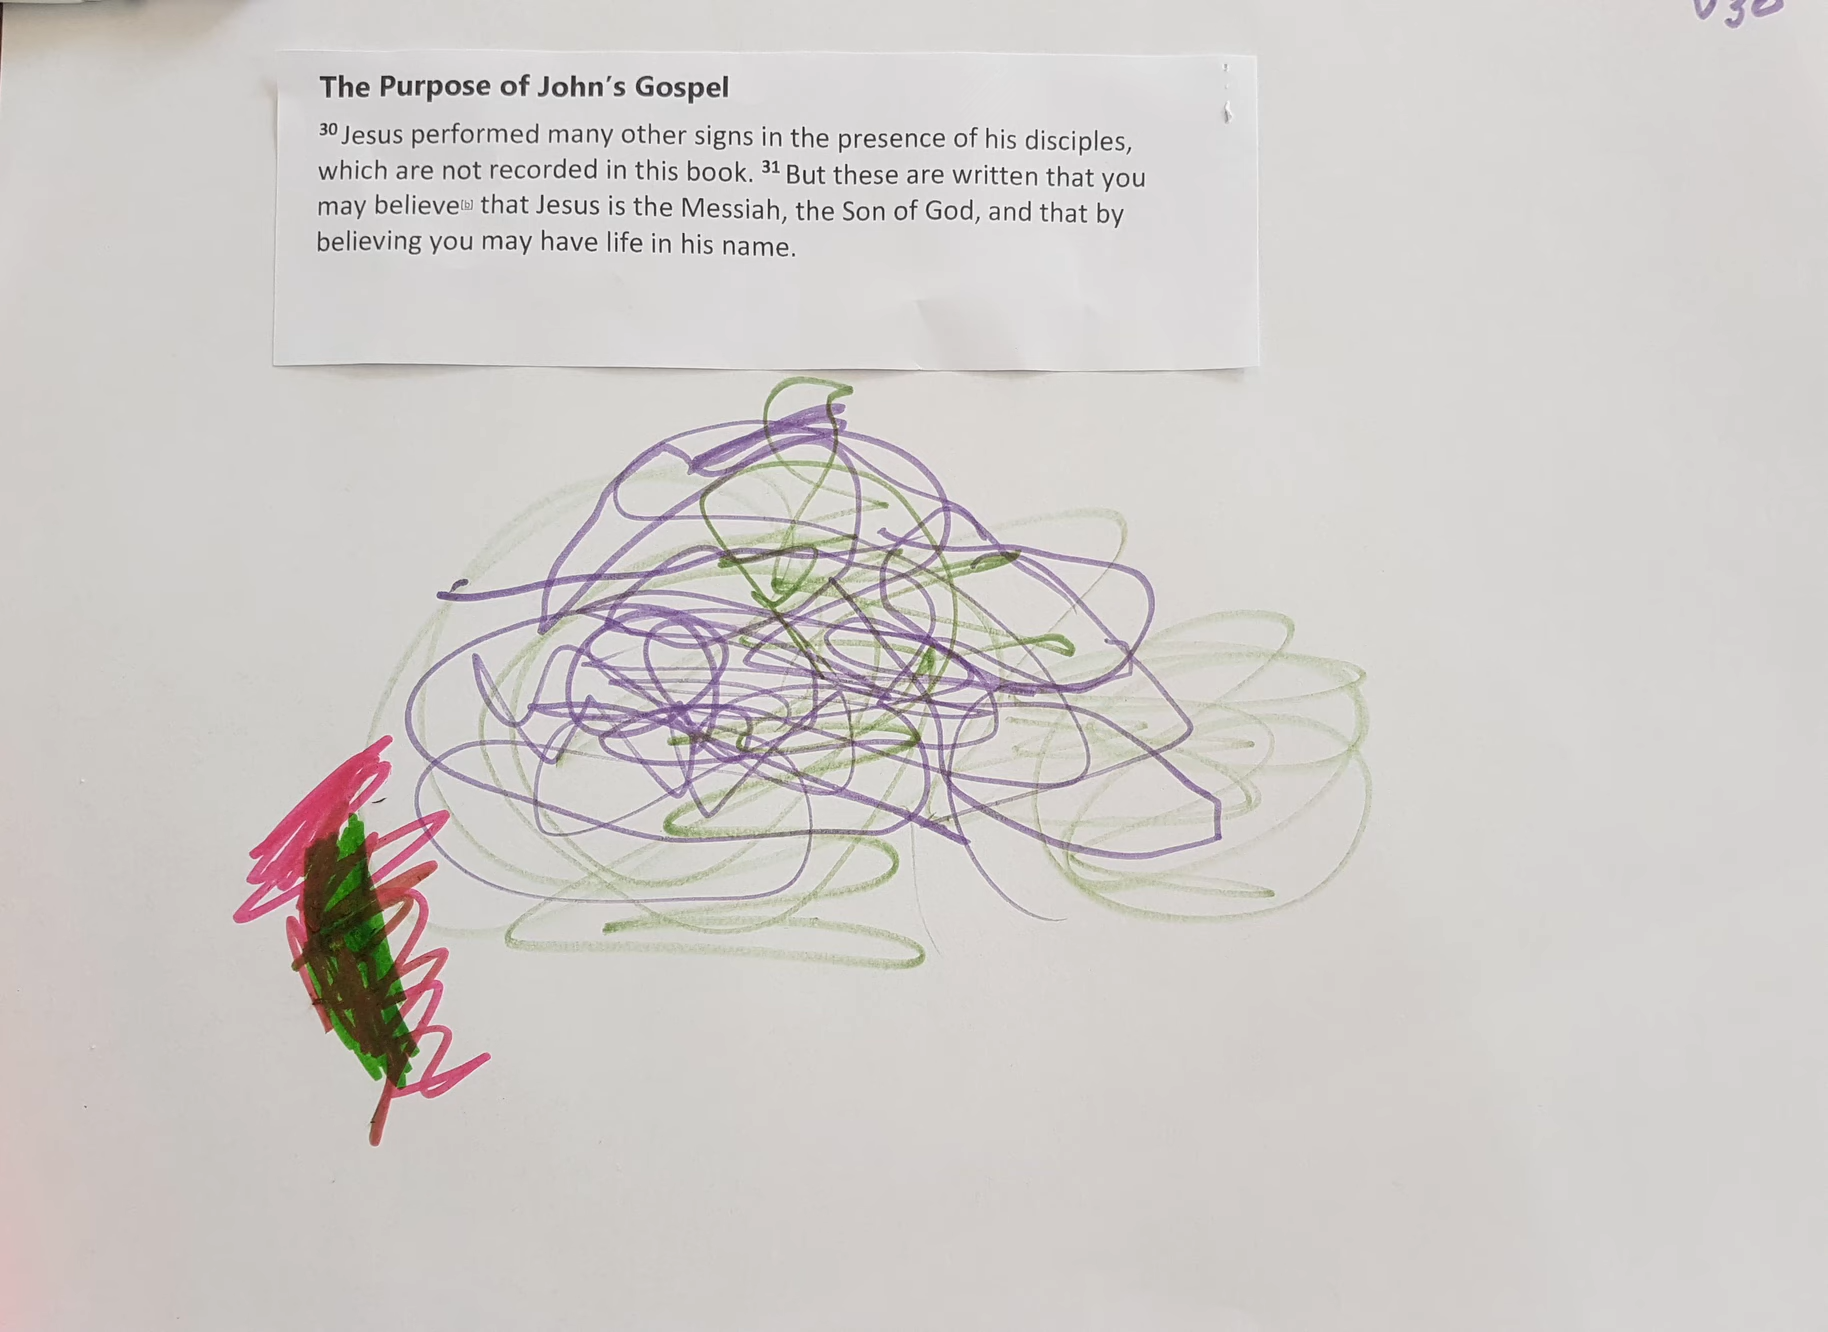 v30
The Purpose of John's Gospel
30 Jesus performed many other signs in the presence of his disciples,
which are not recorded in this book. 31 But these are written that you
may believe[b] that Jesus is the Messiah, the Son of God, and that by
believing you may have life in his name.